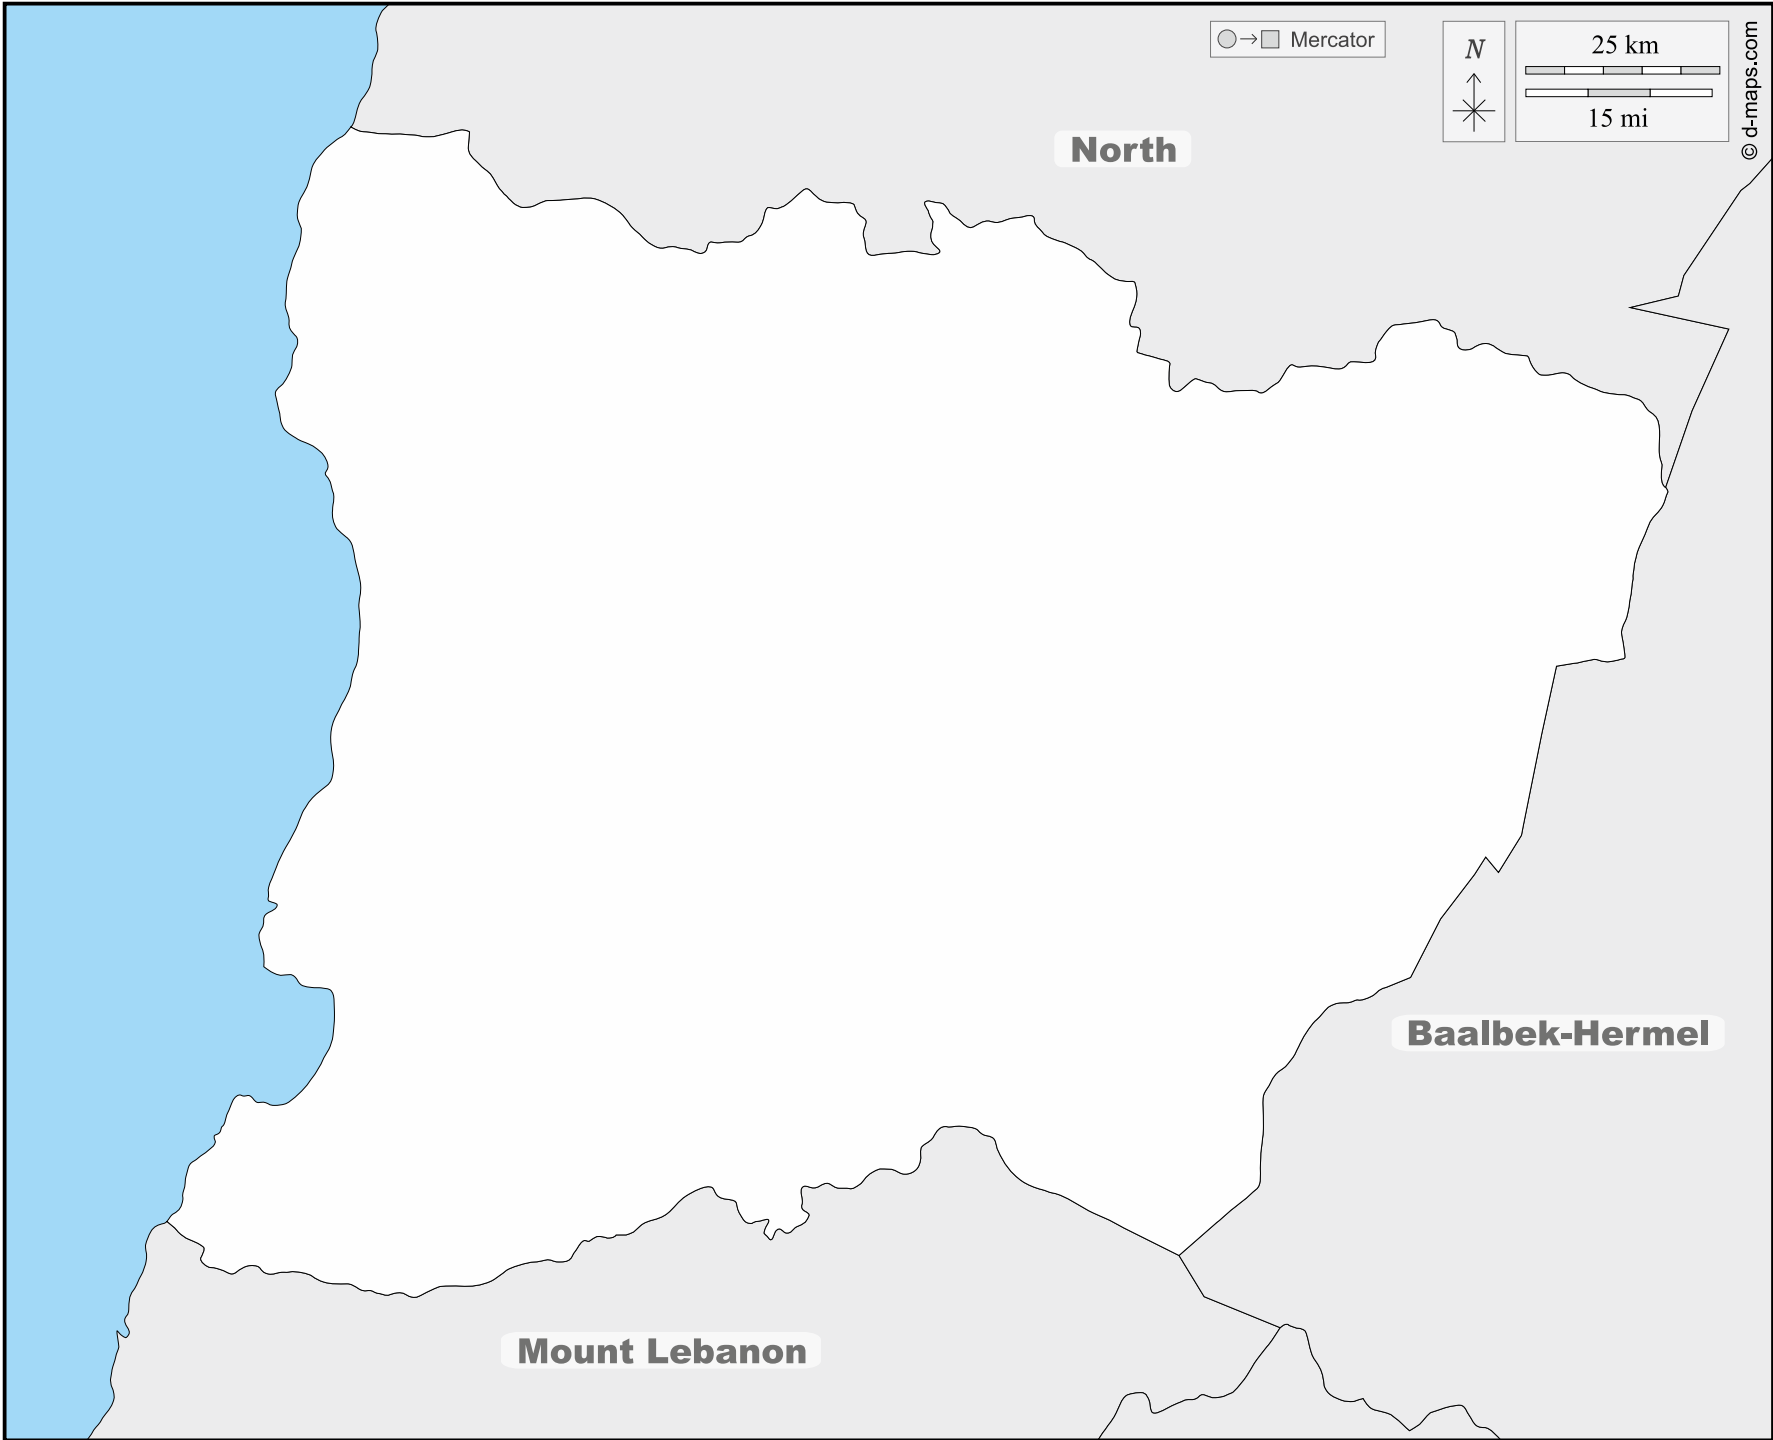 Mercator
N
25 km
15 mi
© d-maps.com
North
Baalbek-Hermel
Mount Lebanon